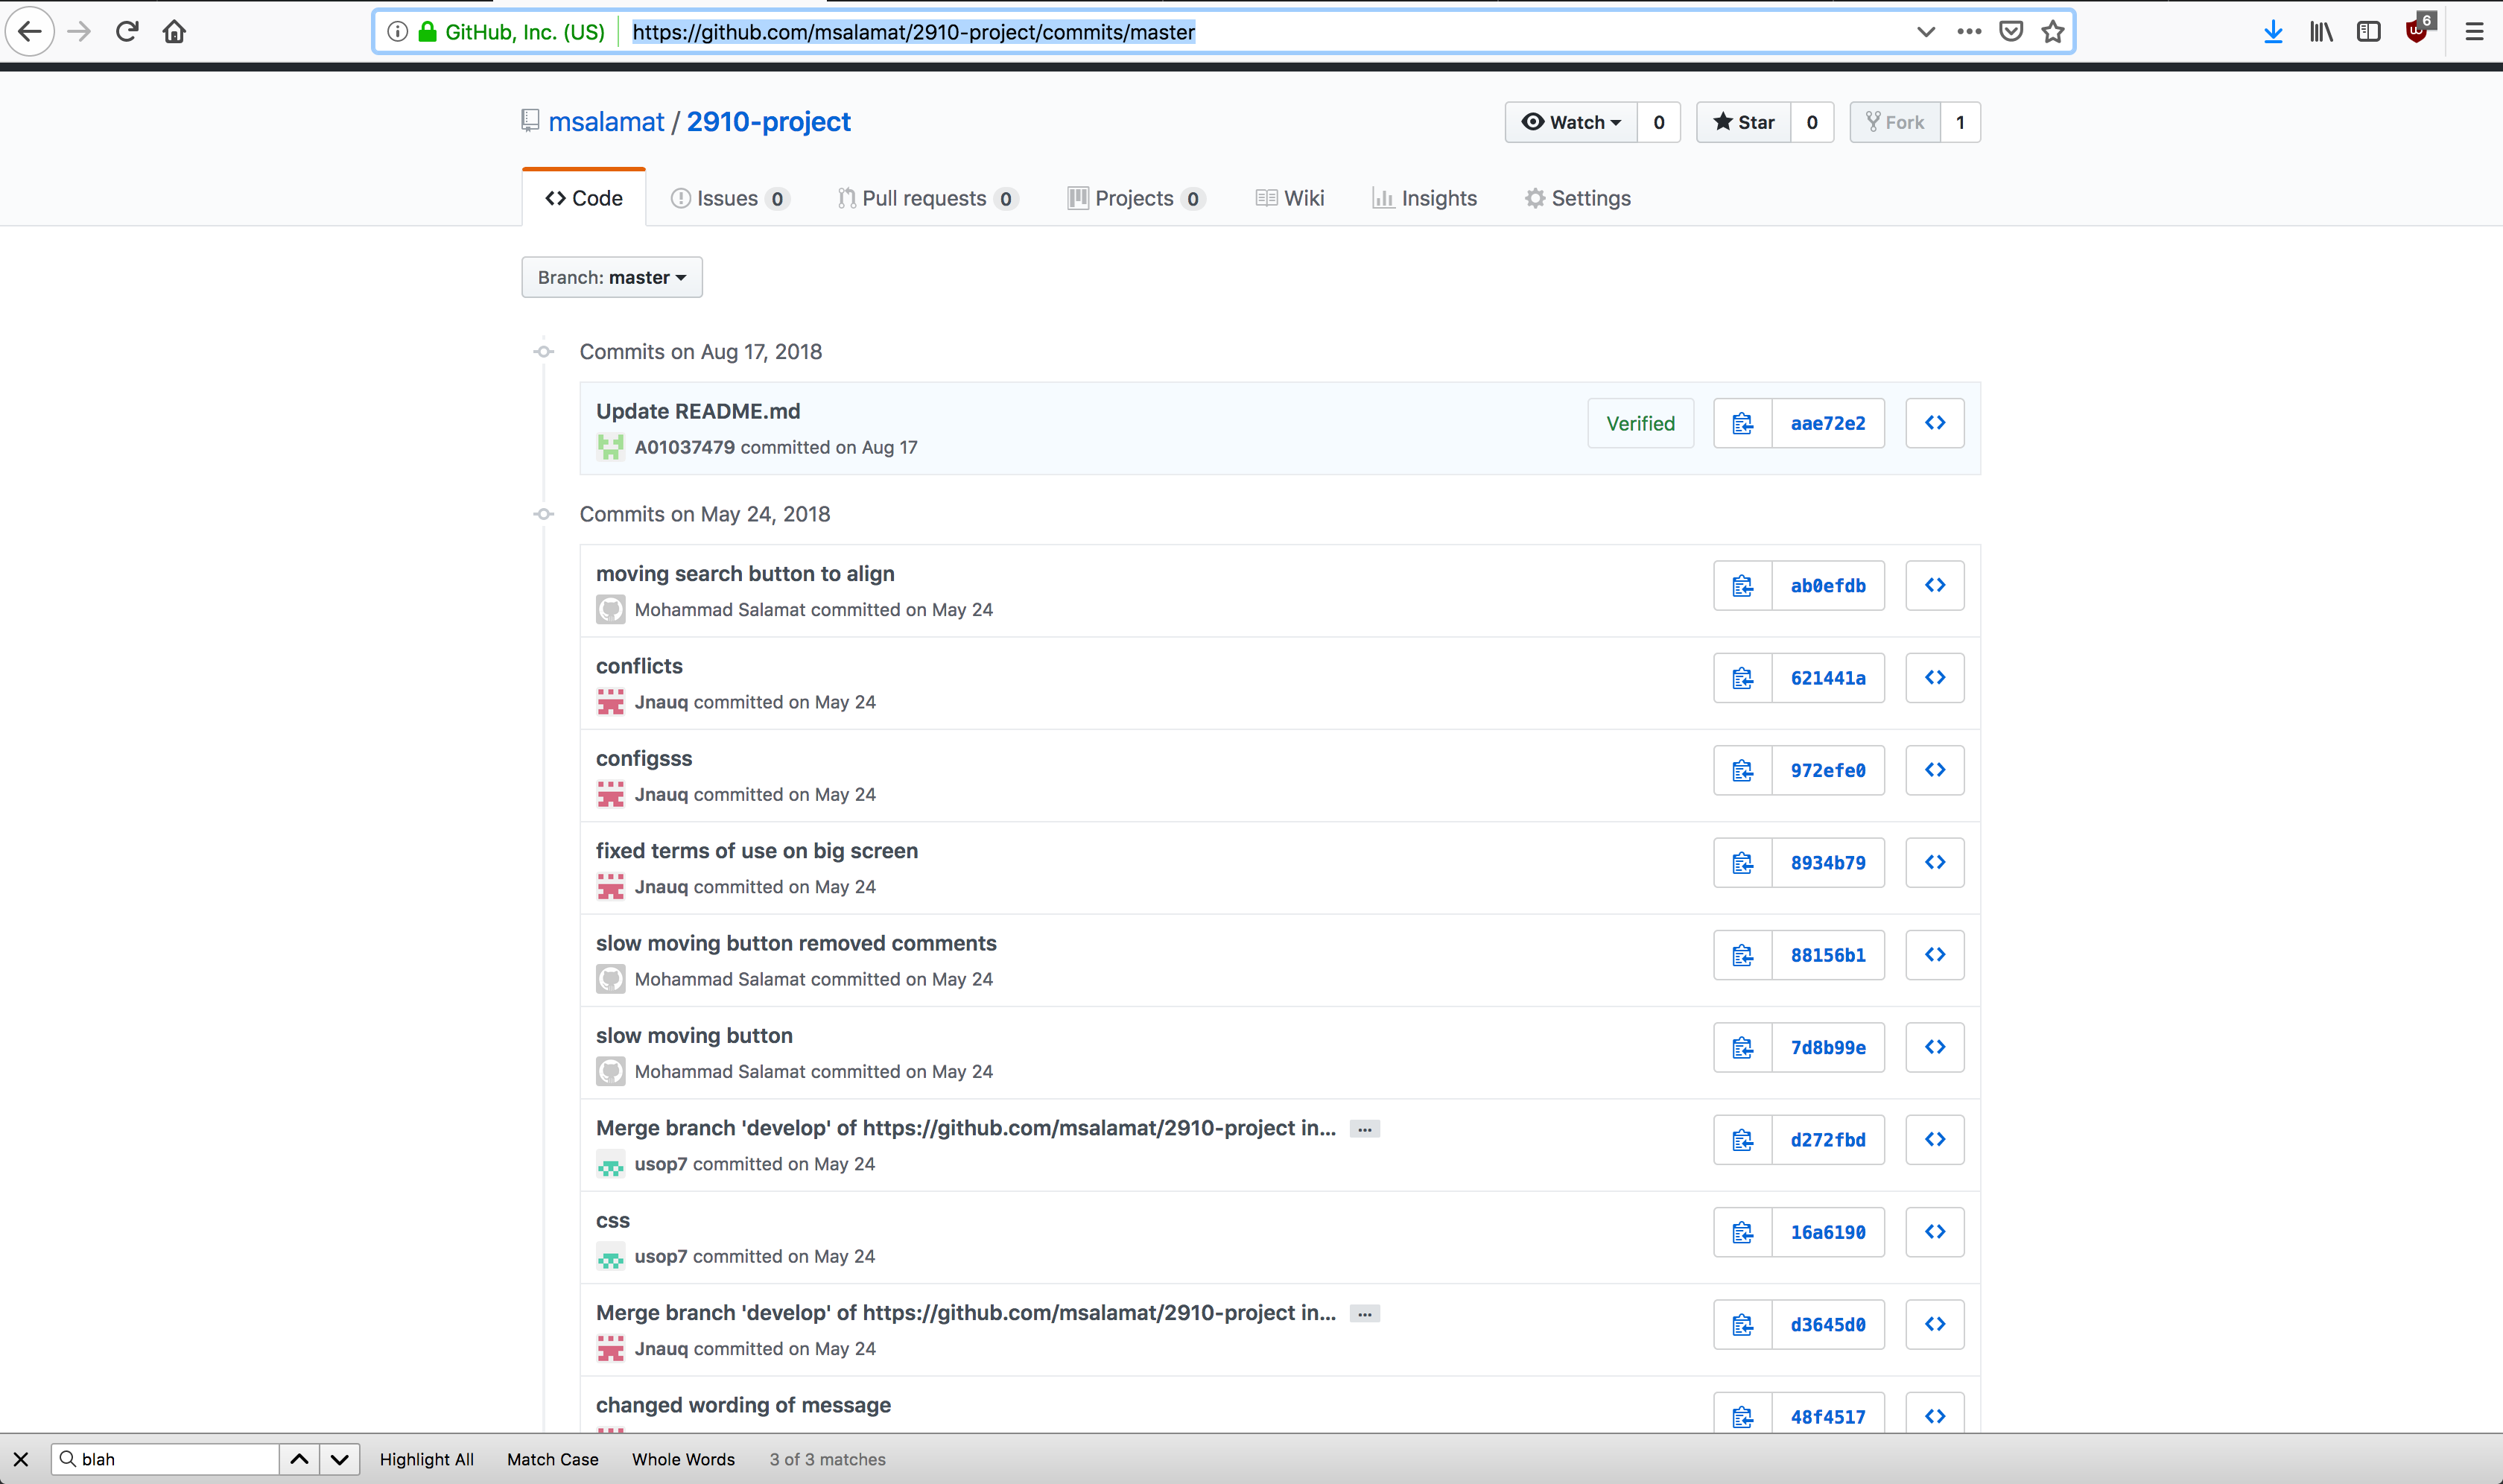 GitHub, Inc. (US) https://github.com/msalamat/2910-project/commits/master 6
msalamat / 2910-project Watch 0 Star 0 Fork 1
Code Issues 0 Pull requests 0 Projects 0 Wiki Insights Settings
Branch: master
Commits on Aug 17, 2018
Update README.md
A01037479 committed on Aug 17
Verified aae72e2
Commits on May 24, 2018
moving search button to align
Mohammad Salamat committed on May 24
ab0efdb
conflicts
Jnauq committed on May 24
621441a
configsss
Jnauq committed on May 24
972efe0
fixed terms of use on big screen
Jnauq committed on May 24
8934b79
slow moving button removed comments
Mohammad Salamat committed on May 24
88156b1
slow moving button
Mohammad Salamat committed on May 24
7d8b99e
Merge branch 'develop' of https://github.com/msalamat/2910-project in... …
usop7 committed on May 24
d272fbd
css
usop7 committed on May 24
16a6190
Merge branch 'develop' of https://github.com/msalamat/2910-project in... …
Jnauq committed on May 24
d3645d0
changed wording of message
48f4517
blah Highlight All Match Case Whole Words 3 of 3 matches